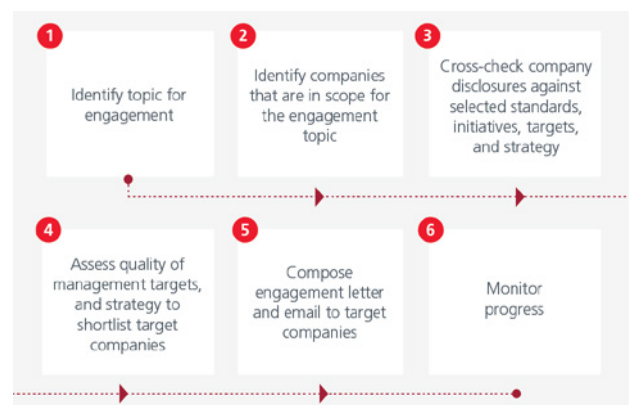 1
Identify topic for
engagement
2
Identify companies
that are in scope for
the engagement
topic
3
Cross-check company
disclosures against
selected standards,
initiatives, targets,
and strategy
4
Assess quality of
management targets,
and strategy to
shortlist target
companies
5
Compose
engagement letter
and email to target
companies
6
Monitor
progress